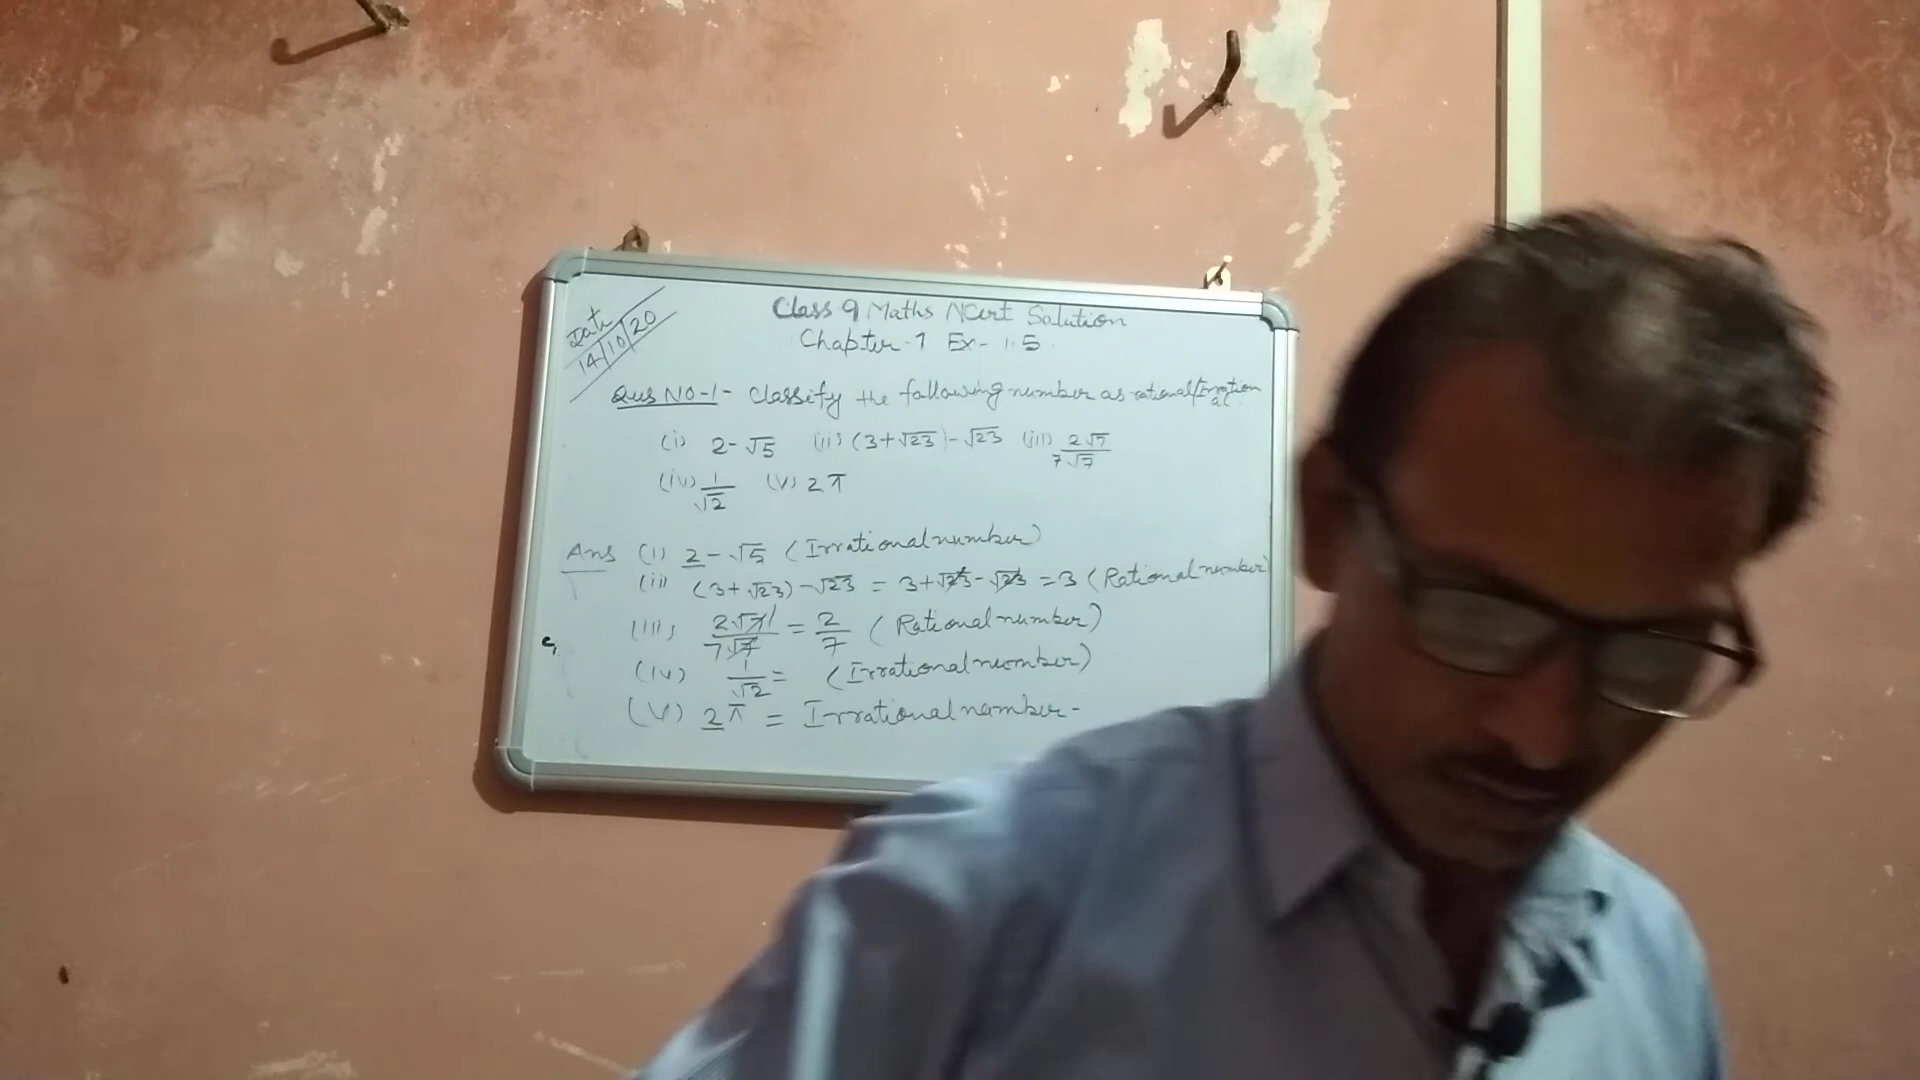 Date
14/10/20
Class 9 Maths NCert Solution
Chapter-1 Ex-1.5
Qus NO-1- Classify the following number as rational/Irrational.
(i) 2-√5 (ii) (3+√23)-√23 (iii) 2√7/7√7
(iv) 1/√2 (v) 2π
Ans (i) 2-√5 (Irrational number)
(ii) (3+√23)-√23 = 3+√23-√23 = 3 (Rational number)
(iii) 2√7/7√7 = 2/7 (Rational number)
(iv) 1/√2 = (Irrational number)
(V) 2π = Irrational number-